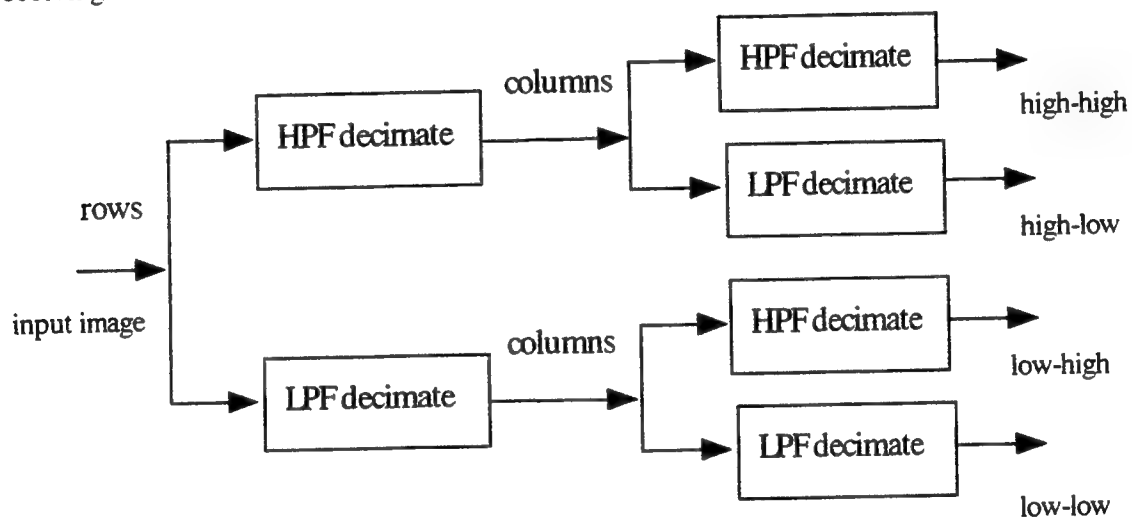 HPF decimate
columns
high-high
HPF decimate
LPF decimate
rows
high-low
input image
HPF decimate
columns
low-high
LPF decimate
LPF decimate
low-low